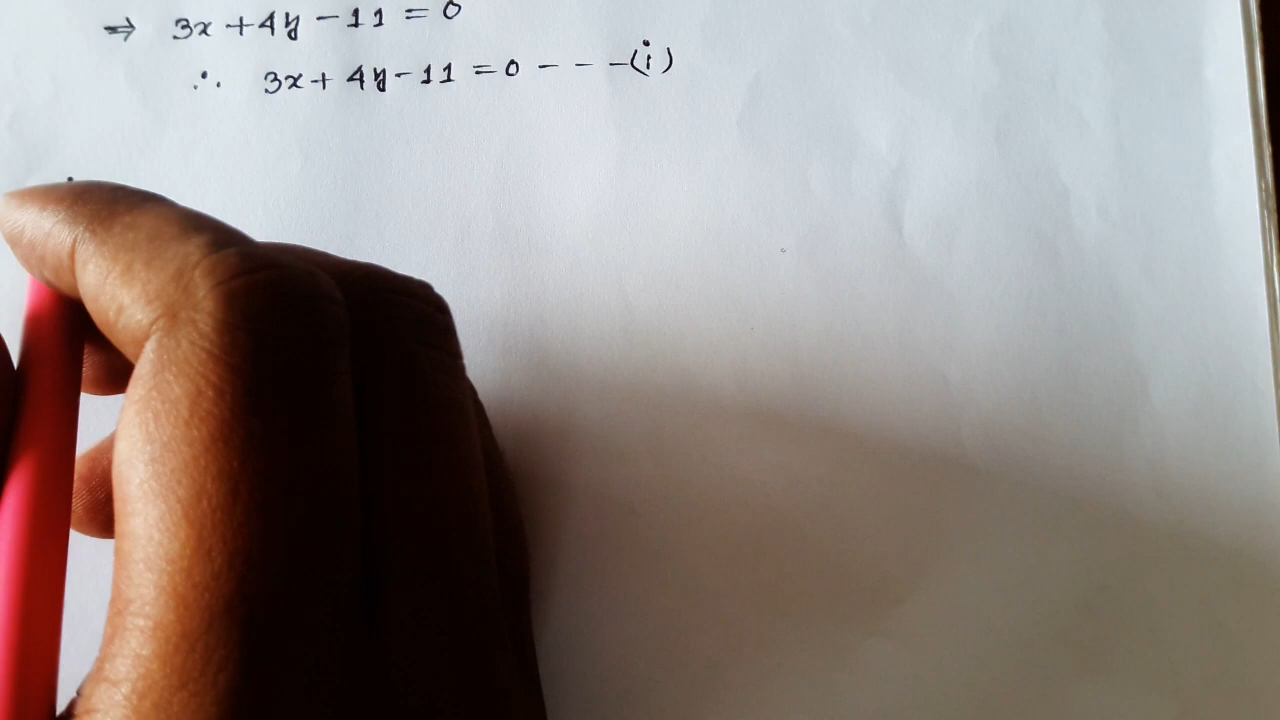 ⇒ 3x + 4y - 11 = 0
∴ 3x + 4y - 11 = 0 - - - (i)